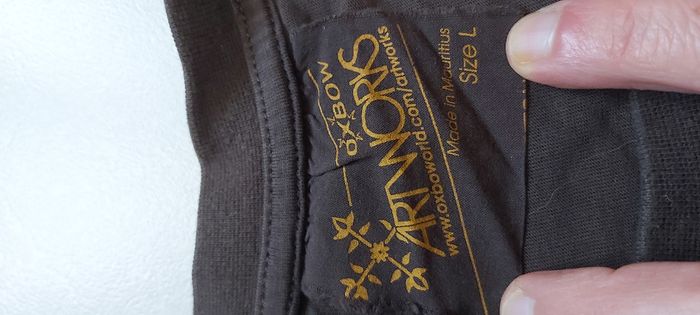 OXBOW
ARTWORKS
www.oxboworld.com/artworks
Made in Mauritius
Size L